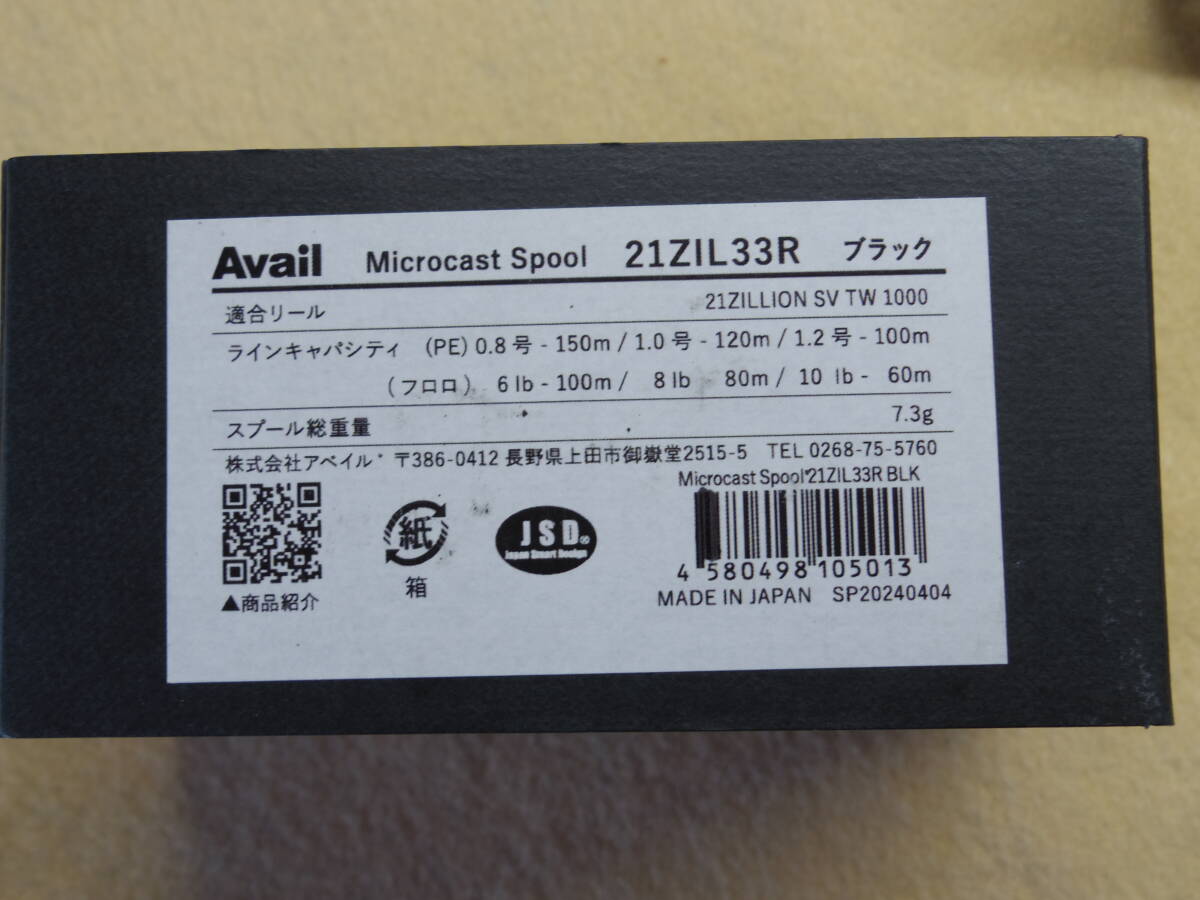 Avail Microcast Spool 21ZIL33R ブラック
適合リール 21ZILLION SV TW 1000
ラインキャパシティ (PE) 0.8号 - 150m / 1.0号 - 120m / 1.2号 - 100m
(フロロ) 6 lb - 100m / 8 lb 80m / 10 lb - 60m
スプール総重量 7.3g
株式会社アベイル 〒386-0412 長野県上田市御嶽堂2515-5 TEL 0268-75-5760
Microcast Spool 21ZIL33R BLK
紙
箱
JSD®
Japan Smart Design
4 580498 105013
▲商品紹介
MADE IN JAPAN SP20240404